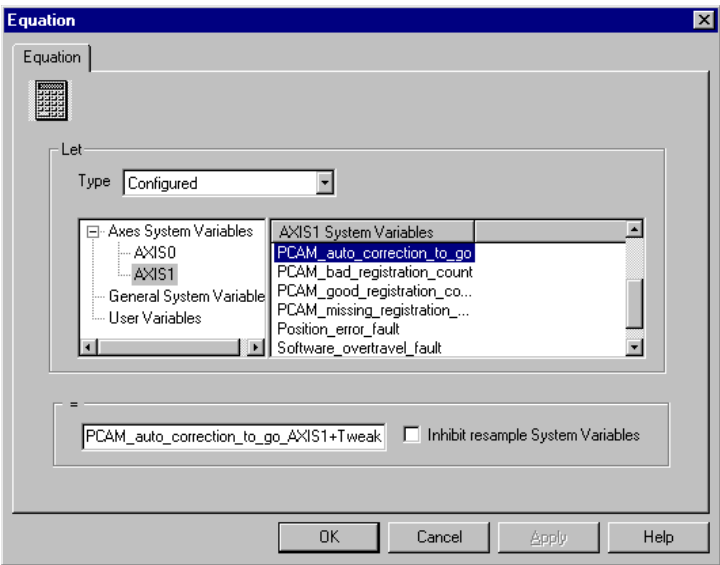 Equation
Equation
Let
Type Configured
Axes System Variables
AXIS0
AXIS1
General System Variable
User Variables
AXIS1 System Variables
PCAM_auto_correction_to_go
PCAM_bad_registration_count
PCAM_good_registration_co...
PCAM_missing_registration_...
Position_error_fault
Software_overtravel_fault
=
PCAM_auto_correction_to_go_AXIS1+Tweak
Inhibit resample System Variables
OK Cancel Apply Help